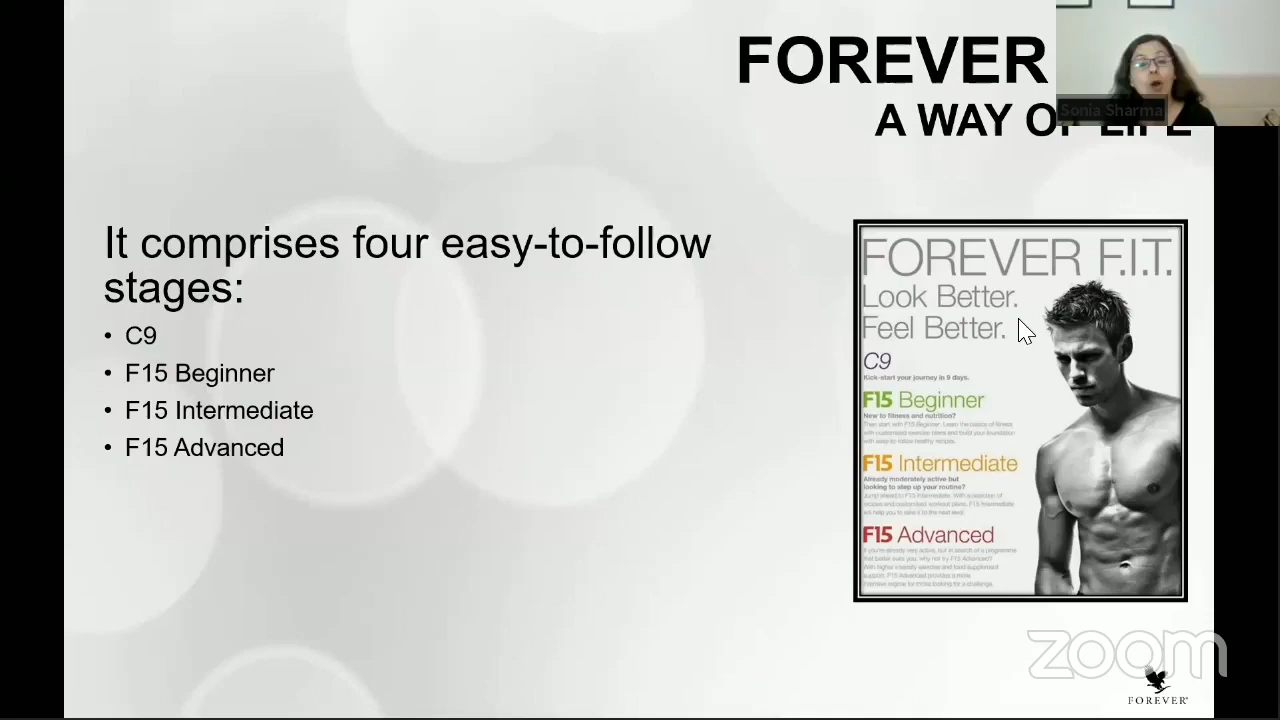 FOREVER
A WAY OF LIFE
Sonia Sharma
It comprises four easy-to-follow
stages:
• C9
• F15 Beginner
• F15 Intermediate
• F15 Advanced
FOREVER F.I.T.
Look Better.
Feel Better.
C9
Kick-start your journey in 9 days.
F15 Beginner
New to fitness and nutrition?
Then start with F15 Beginner. Learn the basics of fitness
with customised exercise plans and build your foundation
with easy-to-follow healthy recipes.
F15 Intermediate
Already moderately active but
looking to step up your routine?
Jump ahead to F15 Intermediate. With a selection of
recipes and customised workout plans, F15 Intermediate
will help you to take it to the next level.
F15 Advanced
If you're already very active, but in search of a programme
that better suits you, why not try F15 Advanced?
With higher intensity exercise and food supplement
support, F15 Advanced provides a more
intensive regime for those looking for a challenge.
zoom
FOREVER